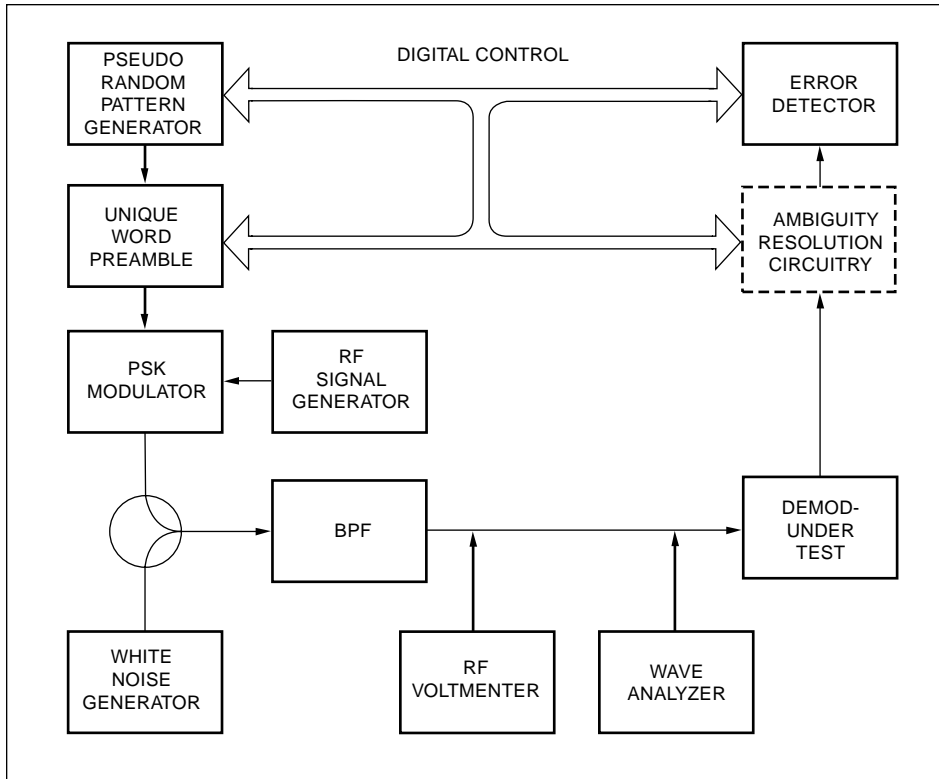 PSEUDO
RANDOM
PATTERN
GENERATOR
DIGITAL CONTROL
ERROR
DETECTOR
UNIQUE
WORD
PREAMBLE
AMBIGUITY
RESOLUTION
CIRCUITRY
PSK
MODULATOR
RF
SIGNAL
GENERATOR
BPF
DEMOD-
UNDER
TEST
WHITE
NOISE
GENERATOR
RF
VOLTMENTER
WAVE
ANALYZER